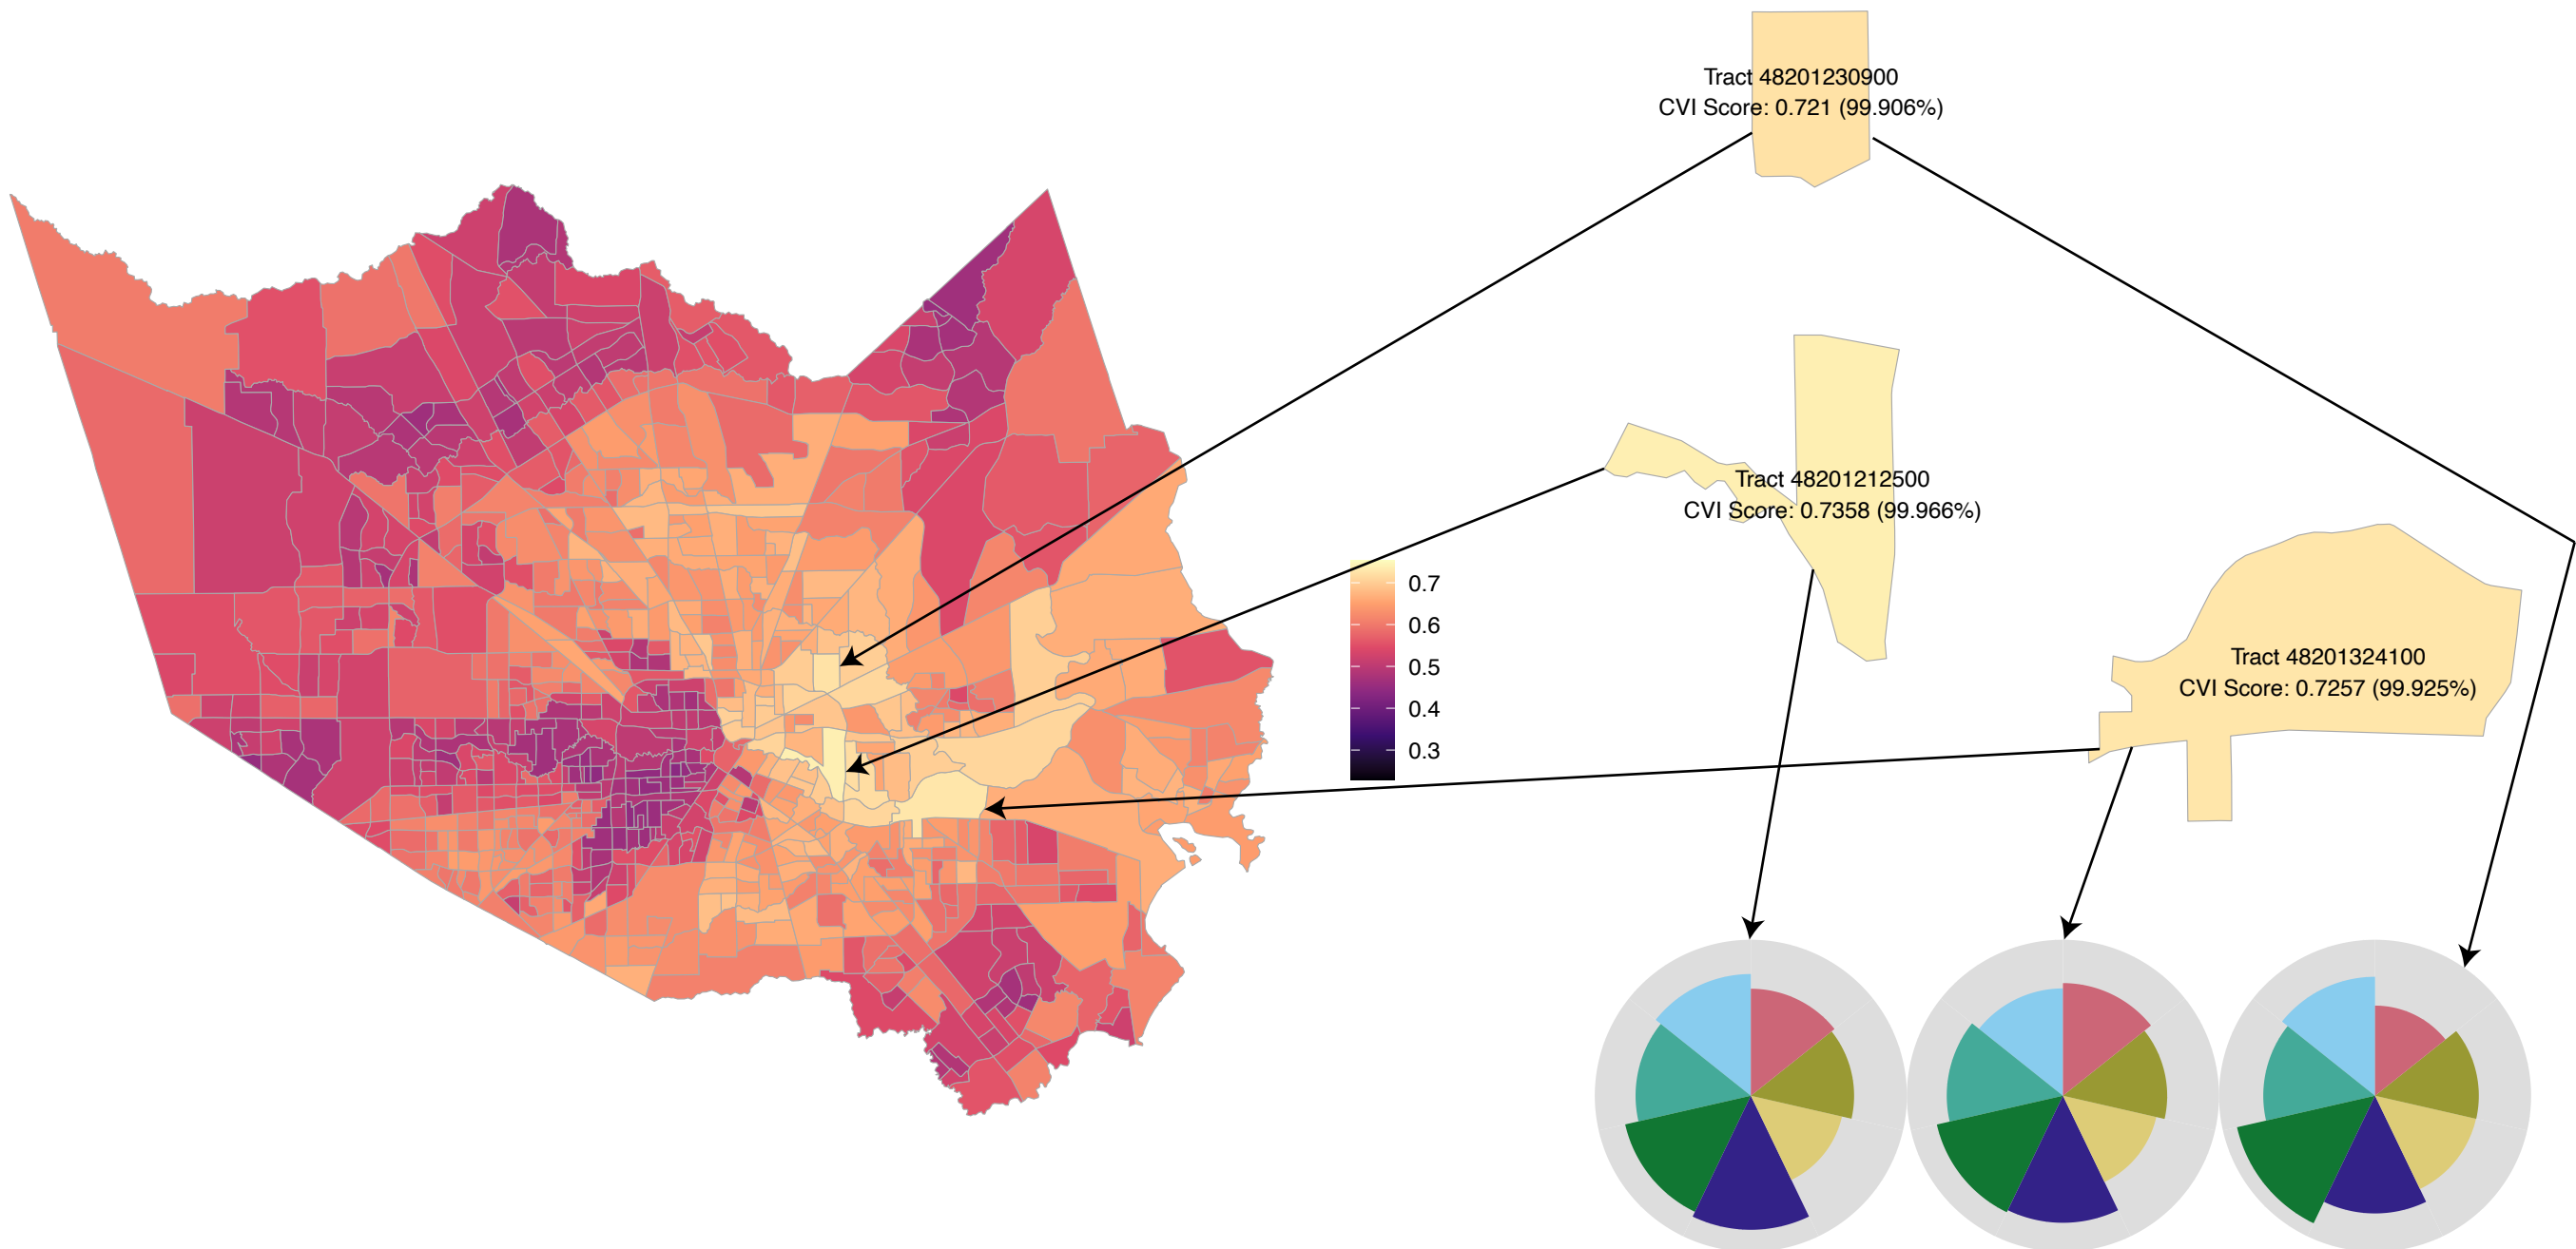 Tract 48201230900
CVI Score: 0.721 (99.906%)
Tract 48201212500
CVI Score: 0.7358 (99.966%)
0.7
0.6
0.5
0.4
0.3
Tract 48201324100
CVI Score: 0.7257 (99.925%)